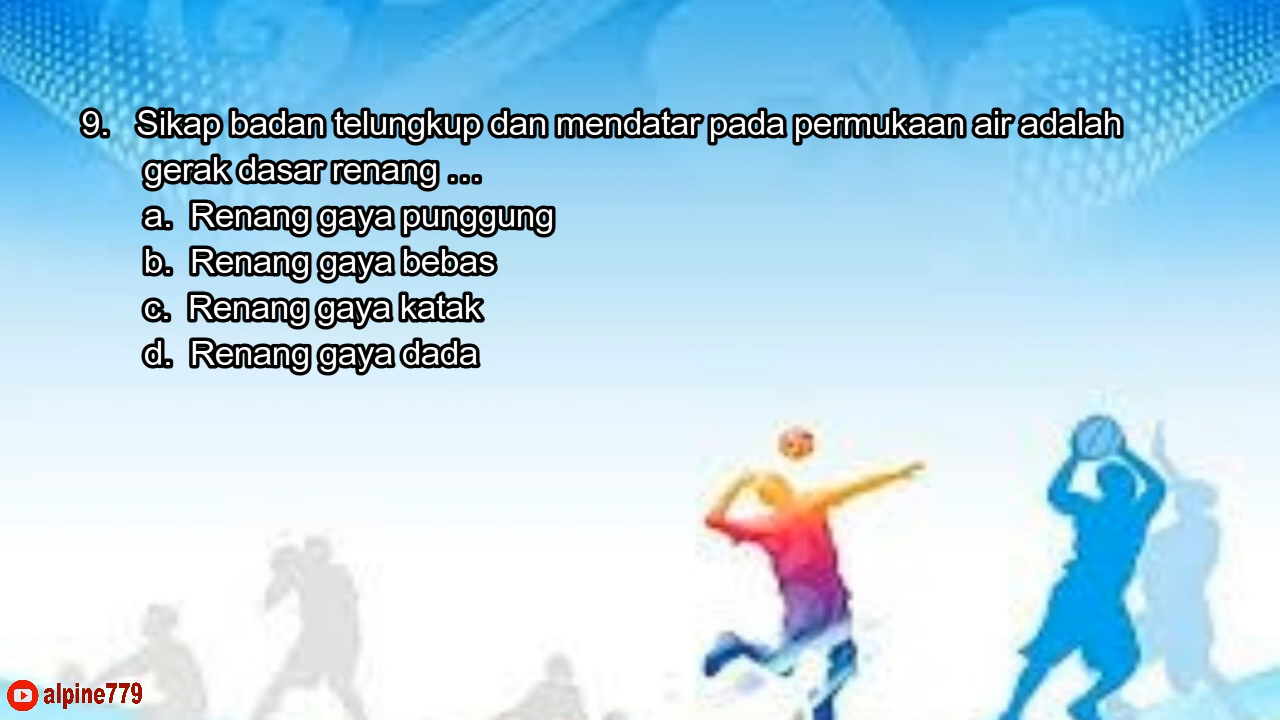 9. Sikap badan telungkup dan mendatar pada permukaan air adalah
gerak dasar renang ...
a. Renang gaya punggung
b. Renang gaya bebas
c. Renang gaya katak
d. Renang gaya dada
alpine779